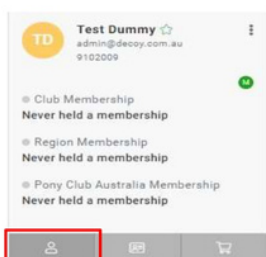 TD
Test Dummy
admin@decoy.com.au
9102009
M
Club Membership
Never held a membership
Region Membership
Never held a membership
Pony Club Australia Membership
Never held a membership